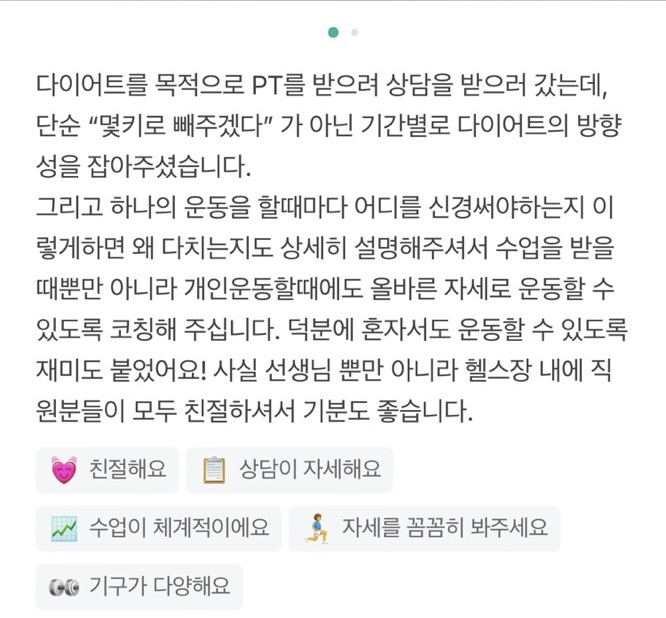 다이어트를 목적으로 PT를 받으려 상담을 받으러 갔는데,
단순 “몇키로 빼주겠다” 가 아닌 기간별로 다이어트의 방향
성을 잡아주셨습니다.
그리고 하나의 운동을 할때마다 어디를 신경써야하는지 이
렇게하면 왜 다치는지도 상세히 설명해주셔서 수업을 받을
때뿐만 아니라 개인운동할때에도 올바른 자세로 운동할 수
있도록 코칭해 주십니다. 덕분에 혼자서도 운동할 수 있도록
재미도 붙었어요! 사실 선생님 뿐만 아니라 헬스장 내에 직
원분들이 모두 친절하셔서 기분도 좋습니다.
친절해요 상담이 자세해요
수업이 체계적이에요 자세를 꼼꼼히 봐주세요
기구가 다양해요